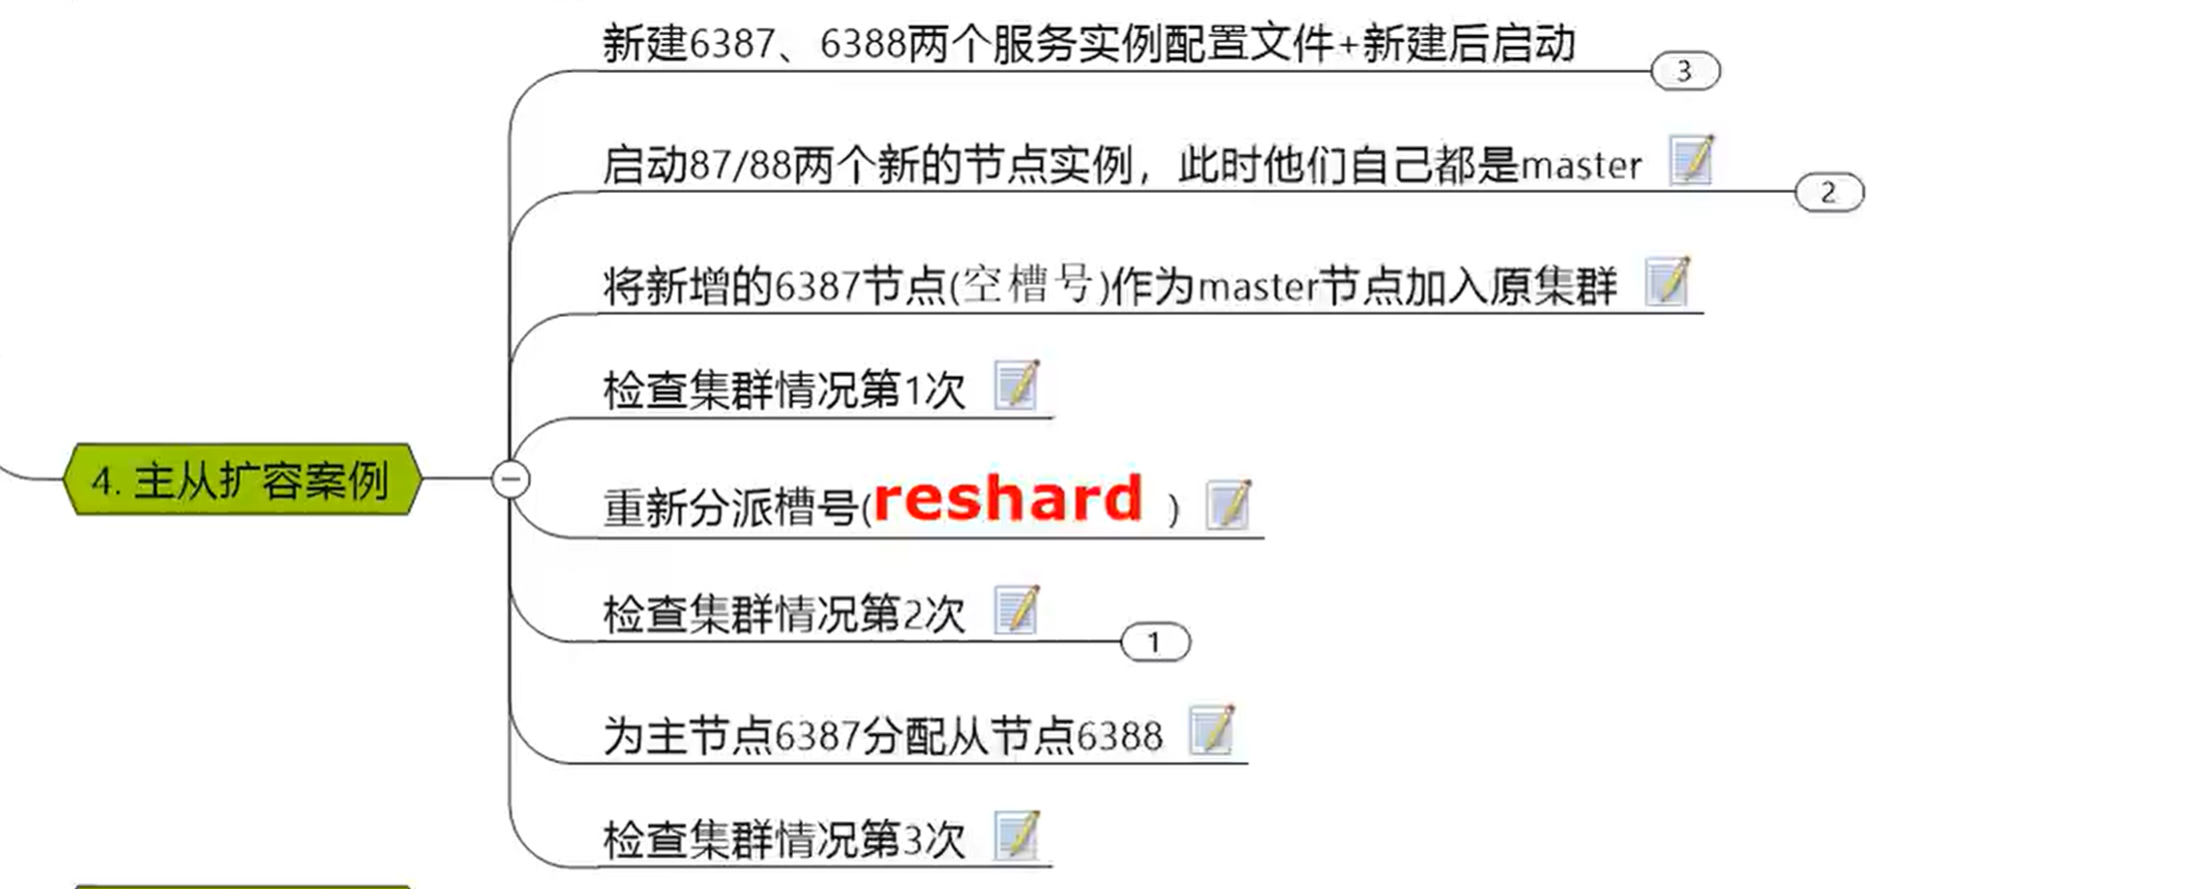 新建6387、6388两个服务实例配置文件+新建后启动
3
启动87/88两个新的节点实例，此时他们自己都是master
2
将新增的6387节点(空槽号)作为master节点加入原集群
检查集群情况第1次
4. 主从扩容案例
重新分派槽号(reshard )
检查集群情况第2次
1
为主节点6387分配从节点6388
检查集群情况第3次